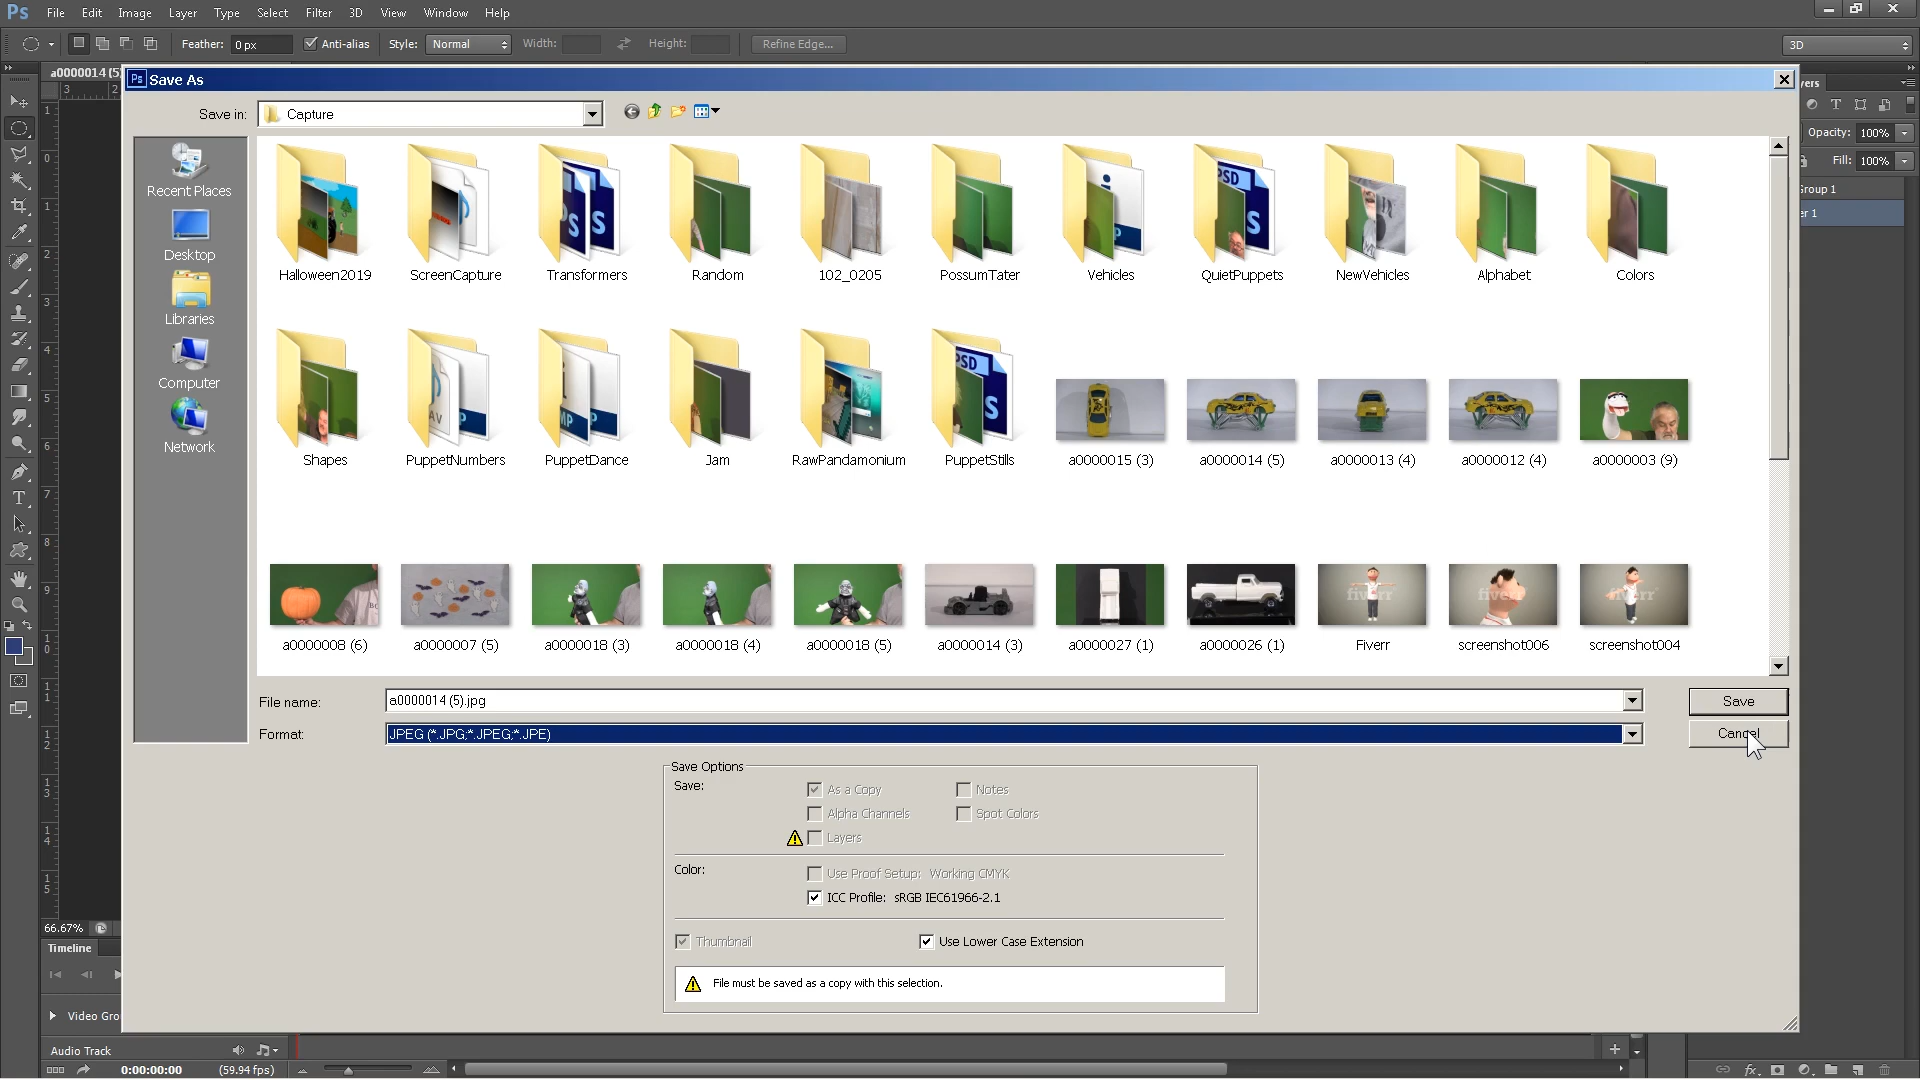 Ps File Edit Image Layer Type Select Filter 3D View Window Help
Feather: 0 px Anti-alias Style: Normal Width: Height: Refine Edge... 3D
a0000014 (5
Save As
Save in: Capture
Recent Places
Desktop
Libraries
Computer
Network
Halloween2019 ScreenCapture Transformers Random 102_0205 PossumTater Vehicles QuietPuppets NewVehicles Alphabet Colors
Shapes PuppetNumbers PuppetDance Jam RawPandamonium PuppetStills a0000015 (3) a0000014 (5) a0000013 (4) a0000012 (4) a0000003 (9)
a0000008 (6) a0000007 (5) a0000018 (3) a0000018 (4) a0000018 (5) a0000014 (3) a0000027 (1) a0000026 (1) Fiverr screenshot006 screenshot004
File name: a0000014 (5).jpg Save
Format: JPEG (*.JPG;*.JPEG;*.JPE) Cancel
Save Options
Save: As a Copy Notes
Alpha Channels Spot Colors
Layers
Color: Use Proof Setup: Working CMYK
ICC Profile: sRGB IEC61966-2.1
Thumbnail Use Lower Case Extension
File must be saved as a copy with this selection.
yers
Opacity: 100%
Fill: 100%
Group 1
er 1
66.67%
Timeline
Video Gro
Audio Track
0:00:00:00 (59.94 fps)